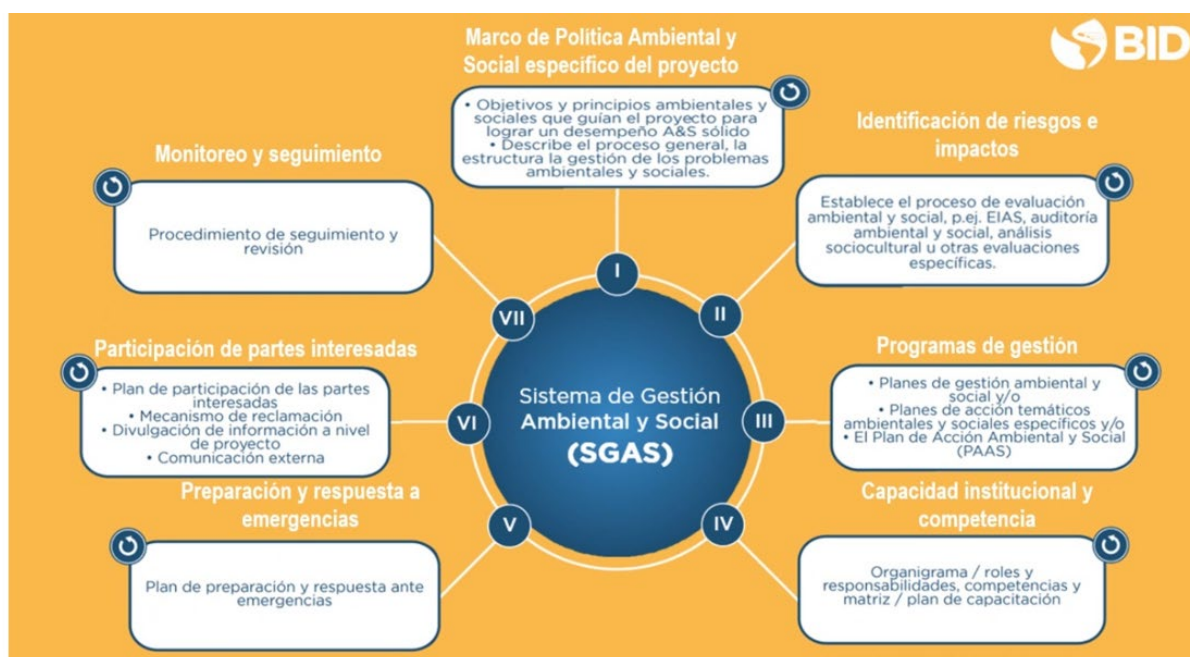 BID
Marco de Política Ambiental y
Social específico del proyecto
• Objetivos y principios ambientales y
sociales que guían el proyecto para
lograr un desempeño A&S sólido
• Describe el proceso general, la
estructura la gestión de los problemas
ambientales y sociales.
Identificación de riesgos e
impactos
Establece el proceso de evaluación
ambiental y social, p.ej. EIAS, auditoría
ambiental y social, análisis
sociocultural u otras evaluaciones
específicas.
Programas de gestión
• Planes de gestión ambiental y
social y/o
• Planes de acción temáticos
ambientales y sociales específicos y/o
• El Plan de Acción Ambiental y Social
(PAAS)
Capacidad institucional y
competencia
Organigrama / roles y
responsabilidades, competencias y
matriz / plan de capacitación
Preparación y respuesta a
emergencias
Plan de preparación y respuesta ante
emergencias
Participación de partes interesadas
• Plan de participación de las partes
interesadas
• Mecanismo de reclamación
• Divulgación de información a nivel
de proyecto
• Comunicación externa
Monitoreo y seguimiento
Procedimiento de seguimiento y
revisión
I
II
III
IV
V
VI
VII
Sistema de Gestión
Ambiental y Social
(SGAS)